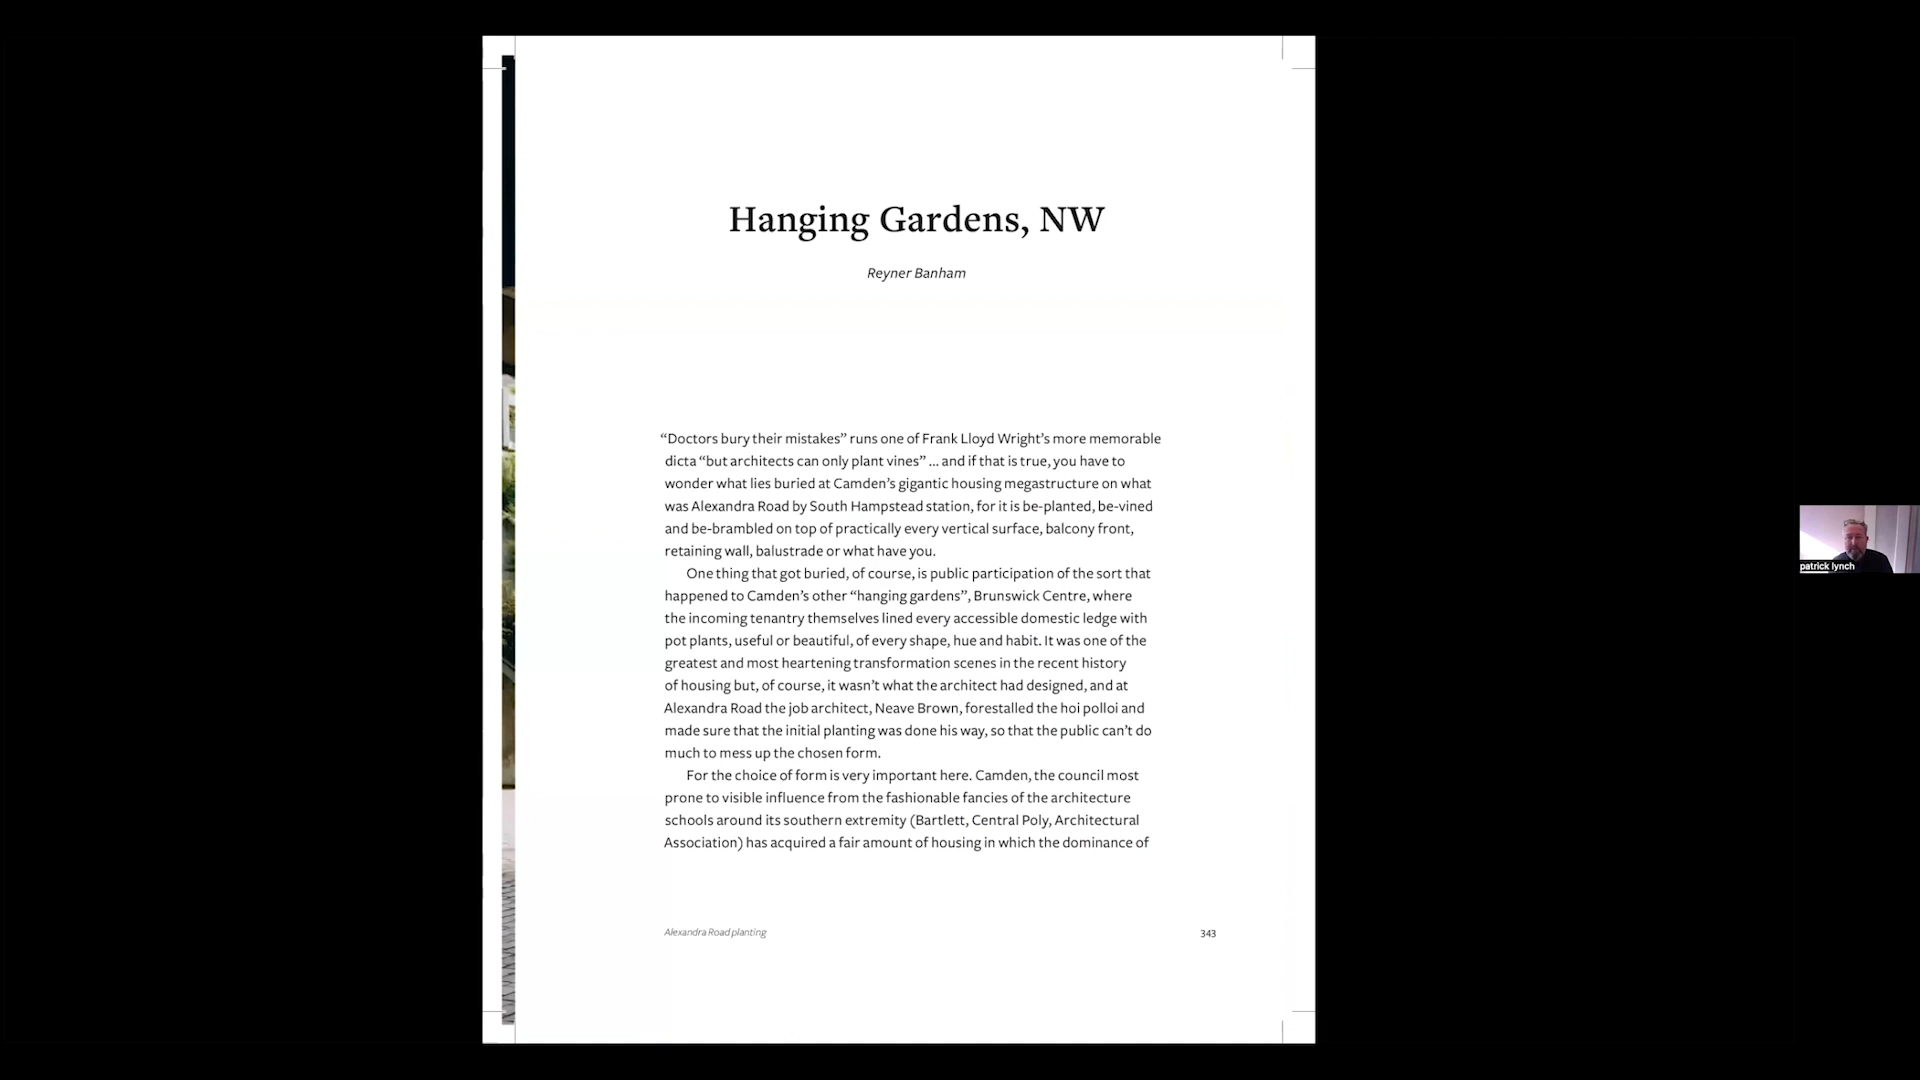 Hanging Gardens, NW
Reyner Banham
“Doctors bury their mistakes” runs one of Frank Lloyd Wright’s more memorable
dicta “but architects can only plant vines” ... and if that is true, you have to
wonder what lies buried at Camden’s gigantic housing megastructure on what
was Alexandra Road by South Hampstead station, for it is be-planted, be-vined
and be-brambled on top of practically every vertical surface, balcony front,
retaining wall, balustrade or what have you.
One thing that got buried, of course, is public participation of the sort that
happened to Camden’s other “hanging gardens”, Brunswick Centre, where
the incoming tenantry themselves lined every accessible domestic ledge with
pot plants, useful or beautiful, of every shape, hue and habit. It was one of the
greatest and most heartening transformation scenes in the recent history
of housing but, of course, it wasn’t what the architect had designed, and at
Alexandra Road the job architect, Neave Brown, forestalled the hoi polloi and
made sure that the initial planting was done his way, so that the public can’t do
much to mess up the chosen form.
For the choice of form is very important here. Camden, the council most
prone to visible influence from the fashionable fancies of the architecture
schools around its southern extremity (Bartlett, Central Poly, Architectural
Association) has acquired a fair amount of housing in which the dominance of
Alexandra Road planting
343
patrick lynch